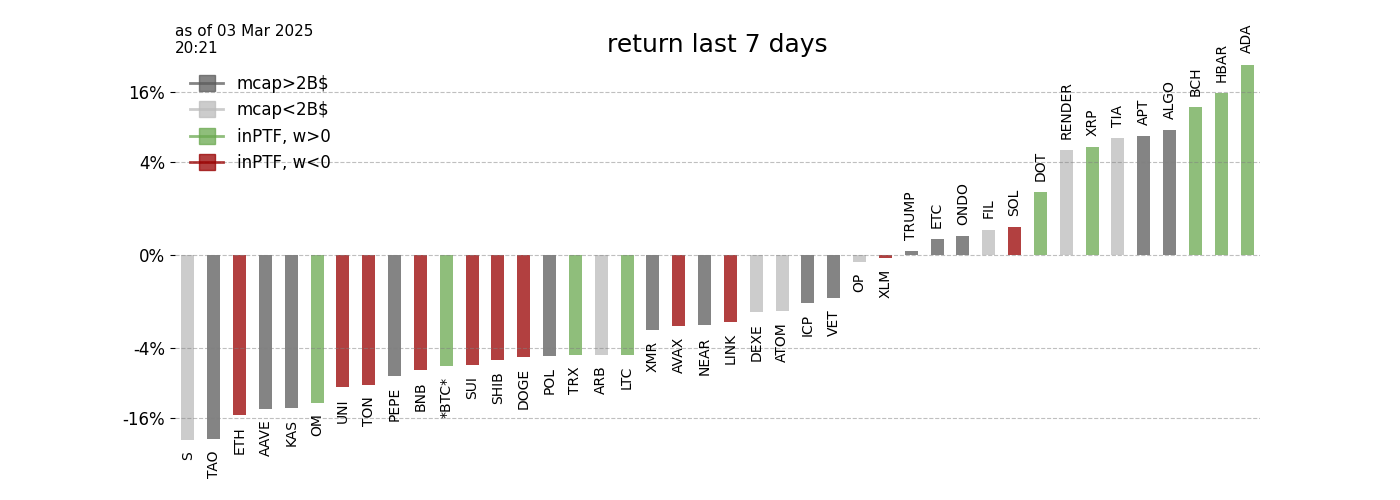 as of 03 Mar 2025
20:21
return last 7 days
mcap>2B$
mcap<2B$
inPTF, w>0
inPTF, w<0
16%
4%
0%
-4%
-16%
S
TAO
ETH
AAVE
KAS
OM
UNI
TON
PEPE
BNB
*BTC*
SUI
SHIB
DOGE
POL
TRX
ARB
LTC
XMR
AVAX
NEAR
LINK
DEXE
ATOM
ICP
VET
OP
XLM
TRUMP
ETC
ONDO
FIL
SOL
DOT
RENDER
XRP
TIA
APT
ALGO
BCH
HBAR
ADA